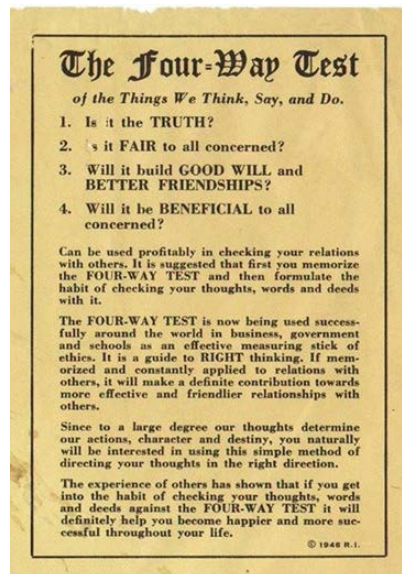 The Four-Way Test
of the Things We Think, Say, and Do.
1. Is it the TRUTH?
2. Is it FAIR to all concerned?
3. Will it build GOOD WILL and
BETTER FRIENDSHIPS?
4. Will it be BENEFICIAL to all
concerned?
Can be used profitably in checking your relations
with others. It is suggested that first you memorize
the FOUR-WAY TEST and then formulate the
habit of checking your thoughts, words and deeds
with it.
The FOUR-WAY TEST is now being used success-
fully around the world in business, government
and schools as an effective measuring stick of
ethics. It is a guide to RIGHT thinking. If mem-
orized and constantly applied to relations with
others, it will make a definite contribution towards
more effective and friendlier relationships with
others.
Since to a large degree our thoughts determine
our actions, character and destiny, you naturally
will be interested in using this simple method of
directing your thoughts in the right direction.
The experience of others has shown that if you get
into the habit of checking your thoughts, words
and deeds against the FOUR-WAY TEST it will
definitely help you become happier and more suc-
cessful throughout your life.
© 1946 R.I.